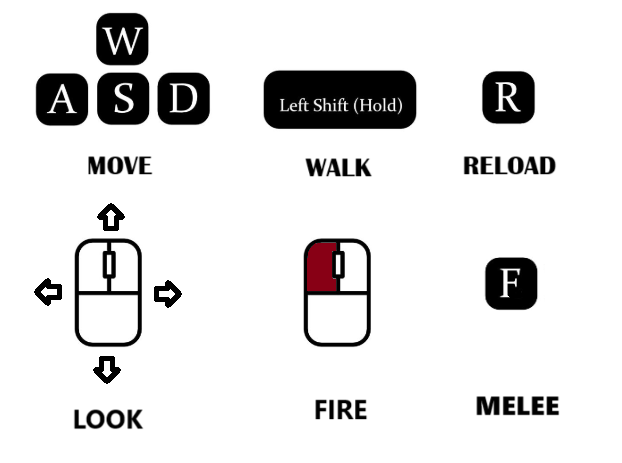 W
A S D
Left Shift (Hold)
R
MOVE
WALK
RELOAD
F
LOOK
FIRE
MELEE